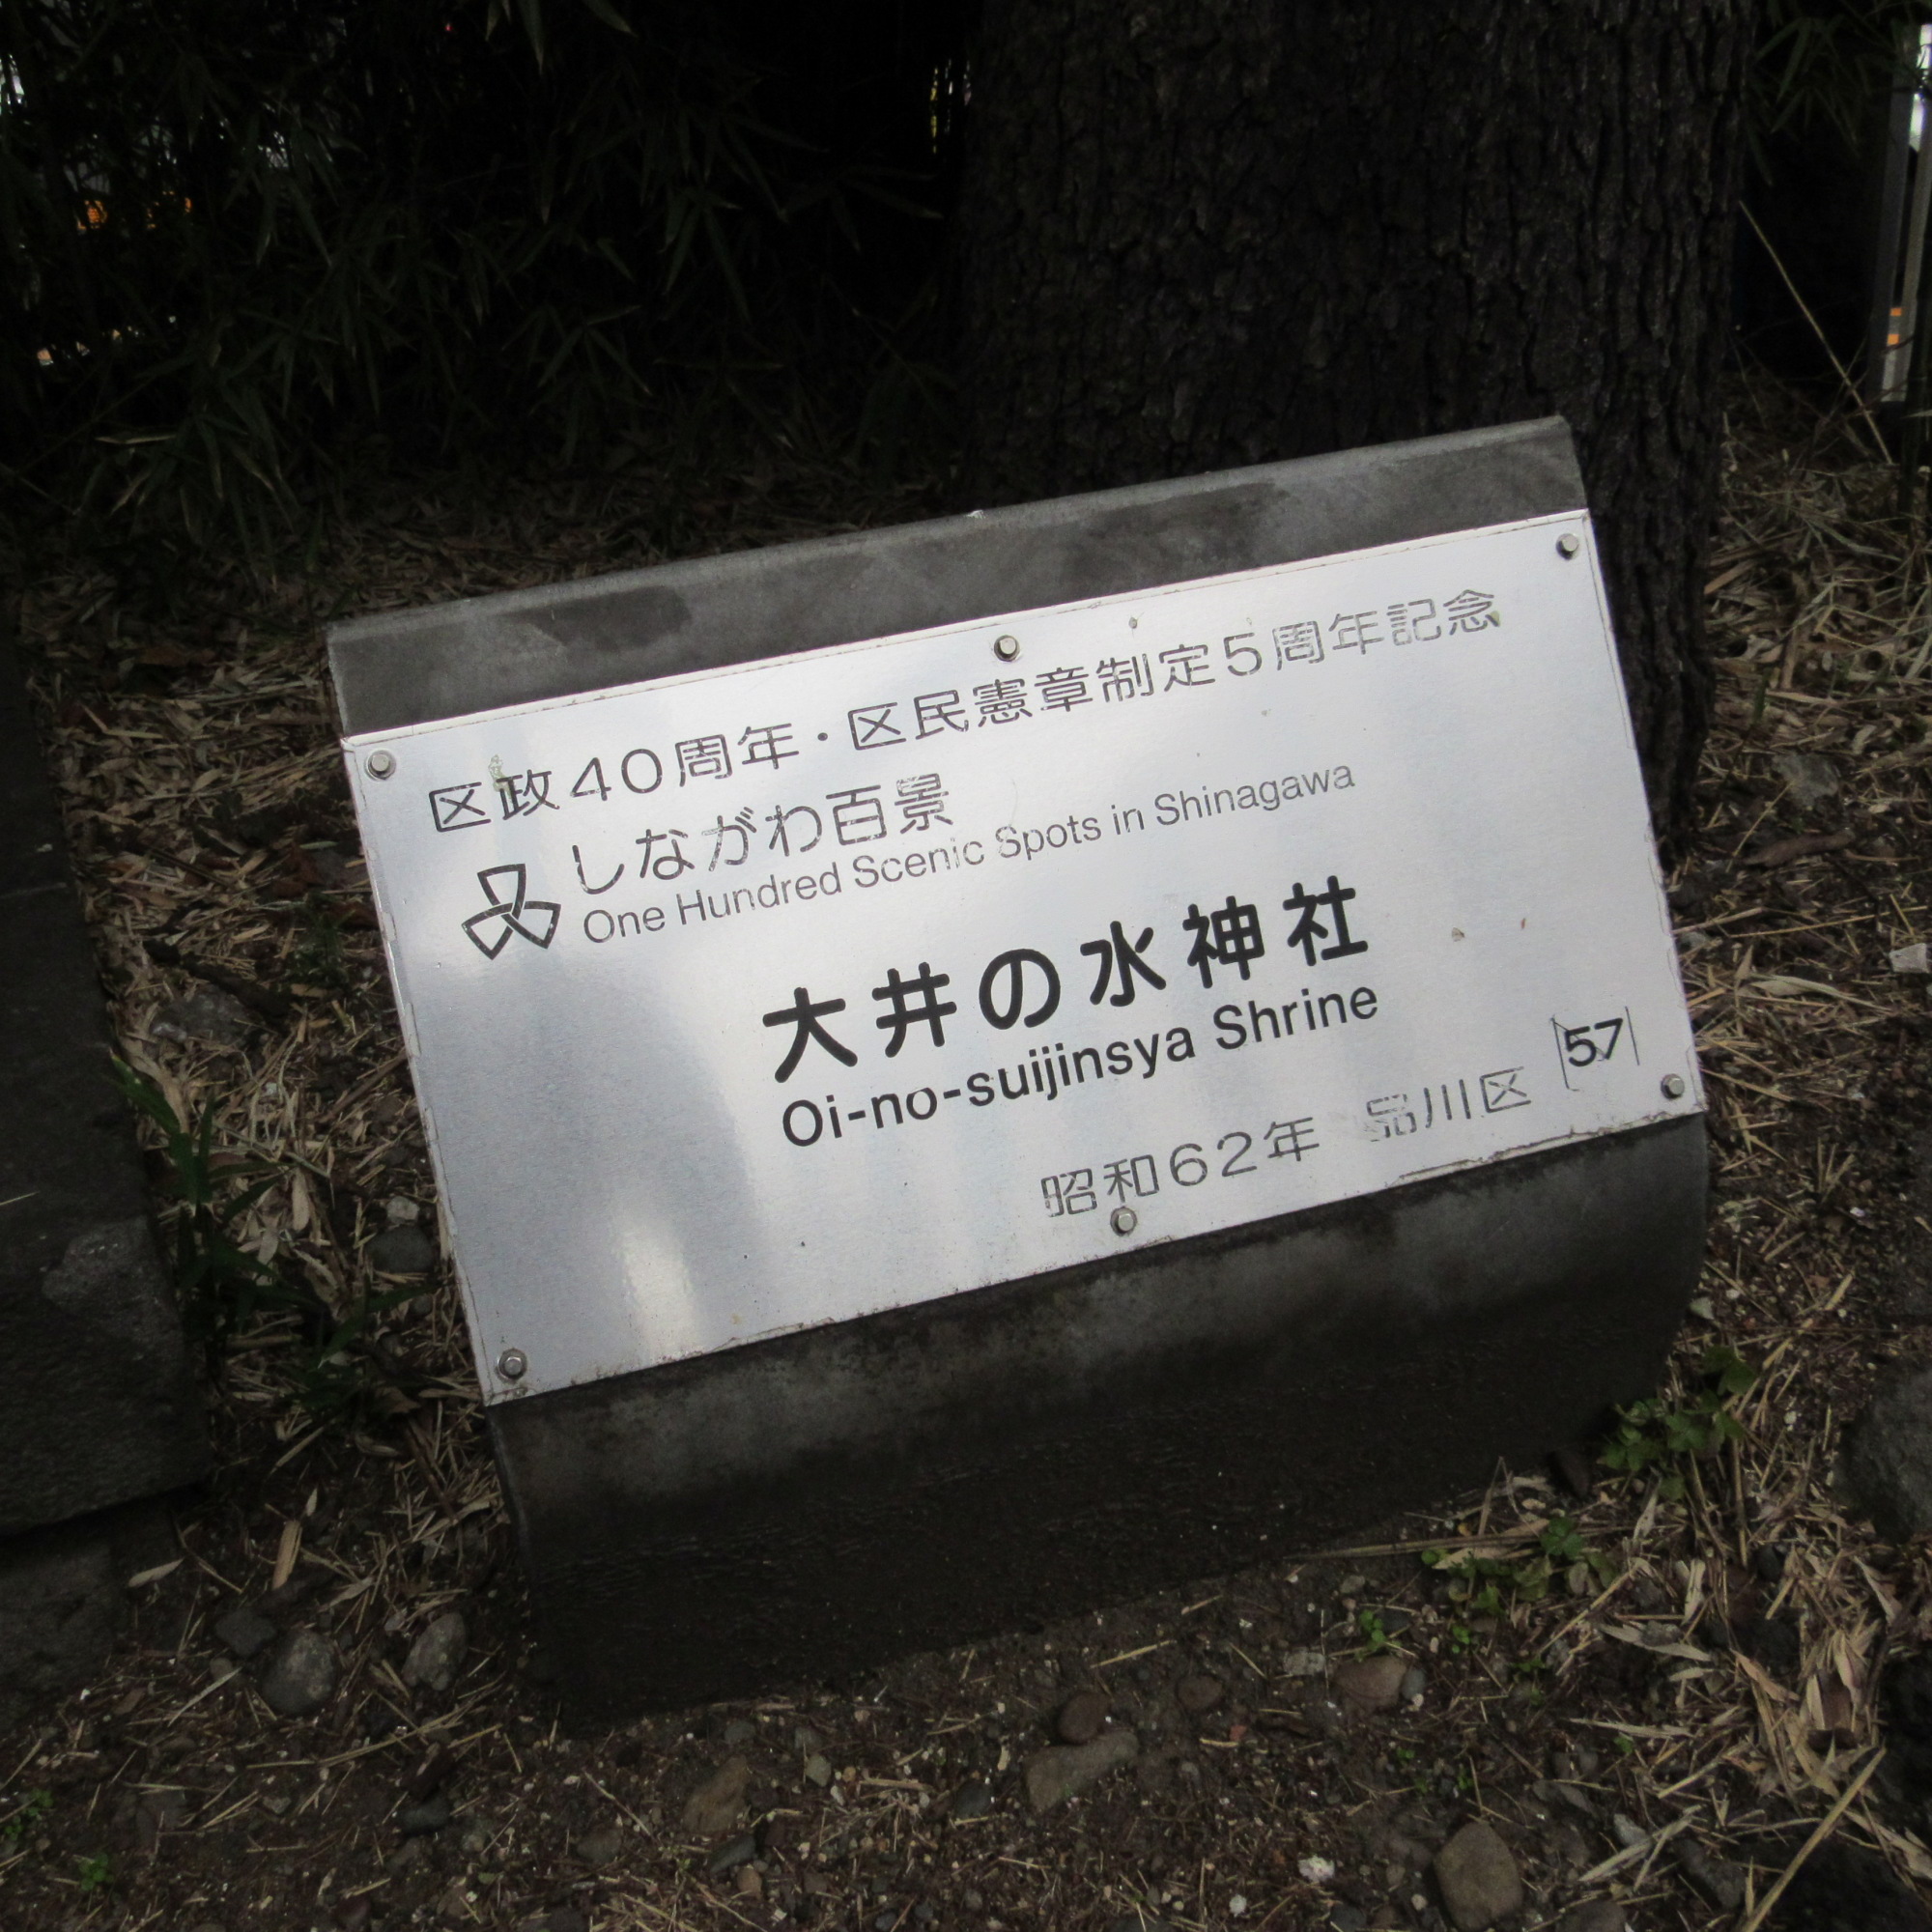 区政40周年・区民憲章制定5周年記念
しながわ百景
One Hundred Scenic Spots in Shinagawa
大井の水神社
Oi-no-suijinsya Shrine
57
昭和62年 品川区